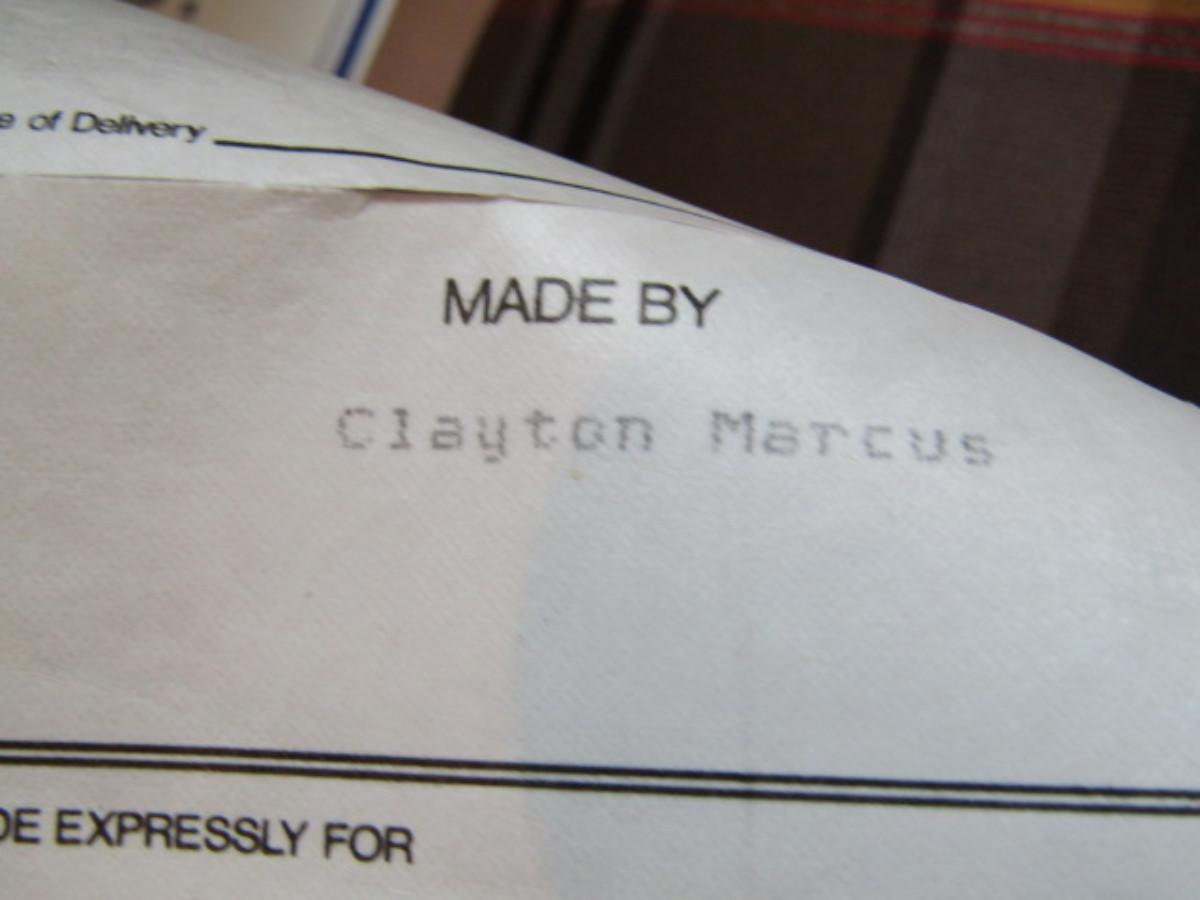 e of Delivery
MADE BY
Clayton Marcus
DE EXPRESSLY FOR